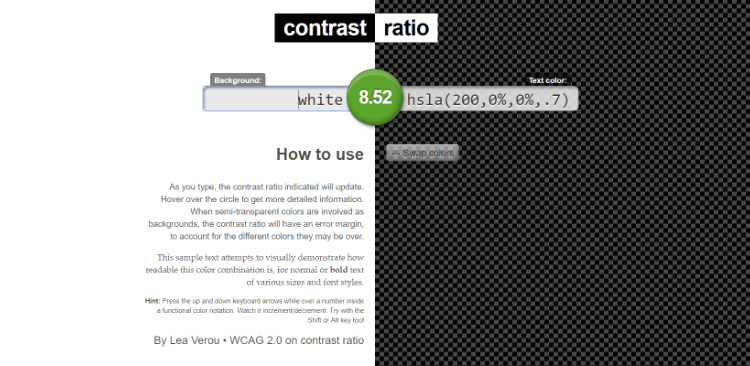 contrast ratio
Background:
Text color:
white
8.52
hsla(200,0%,0%,.7)
How to use
Swap colors
As you type, the contrast ratio indicated will update.
Hover over the circle to get more detailed information.
When semi-transparent colors are involved as
backgrounds, the contrast ratio will have an error margin,
to account for the different colors they may be over.
This sample text attempts to visually demonstrate how
readable this color combination is, for normal or bold text
of various sizes and font styles.
Hint: Press the up and down keyboard arrows while over a number inside
a functional color notation. Watch it increment/decrement. Try with the
Shift or Alt key too!
By Lea Verou • WCAG 2.0 on contrast ratio